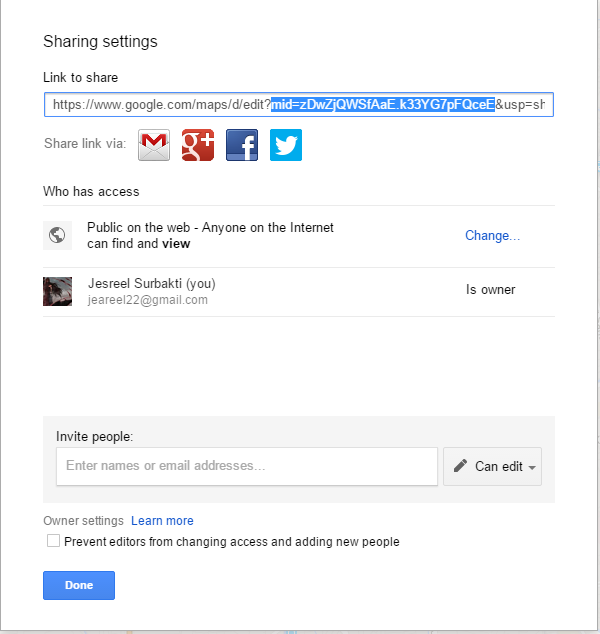 Sharing settings
Link to share
https://www.google.com/maps/d/edit?mid=zDwZjQWSfAaE.k33YG7pFQceE&usp=sh
Share link via:
Who has access
Public on the web - Anyone on the Internet
can find and view
Change...
Jesreel Surbakti (you)
jeareel22@gmail.com
Is owner
Invite people:
Enter names or email addresses...
Can edit
Owner settings Learn more
Prevent editors from changing access and adding new people
Done